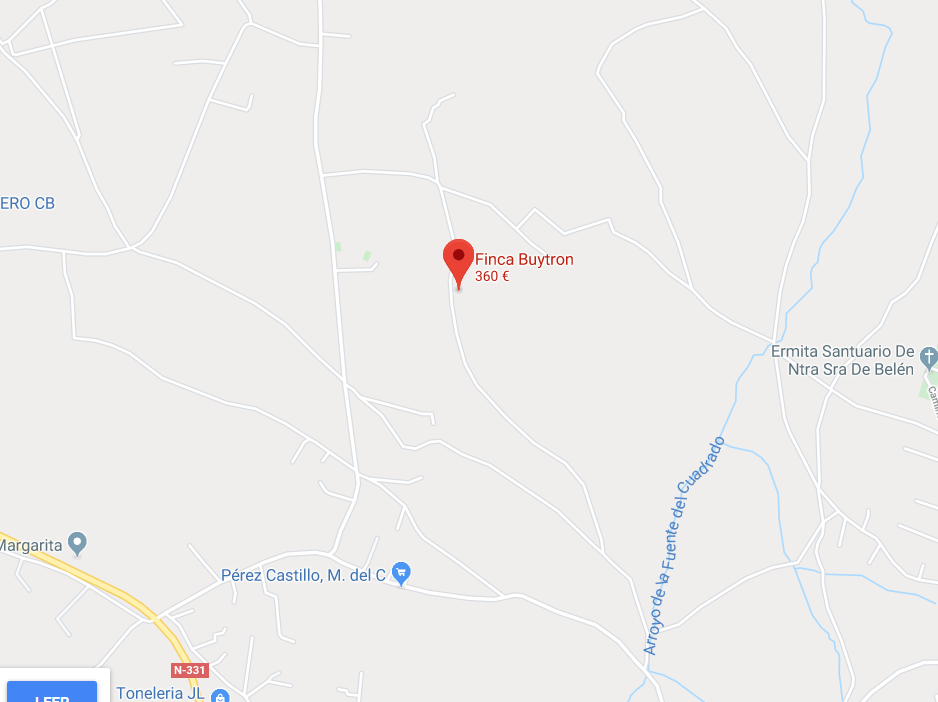 ERO CB
Finca Buytron
360 €
Ermita Santuario De
Ntra Sra De Belén
Arroyo de la Fuente del Cuadrado
Margarita
Pérez Castillo, M. del C
N-331
Toneleria JL
LEER